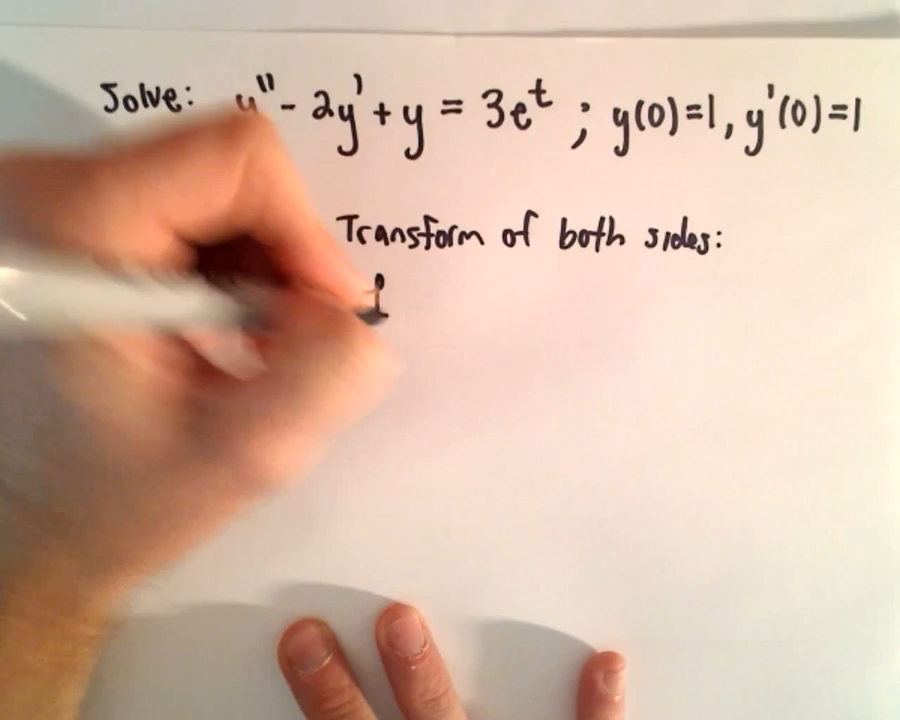 Solve: y'' - 2y' + y = 3e^t ; y(0)=1, y'(0)=1
Transform of both sides: